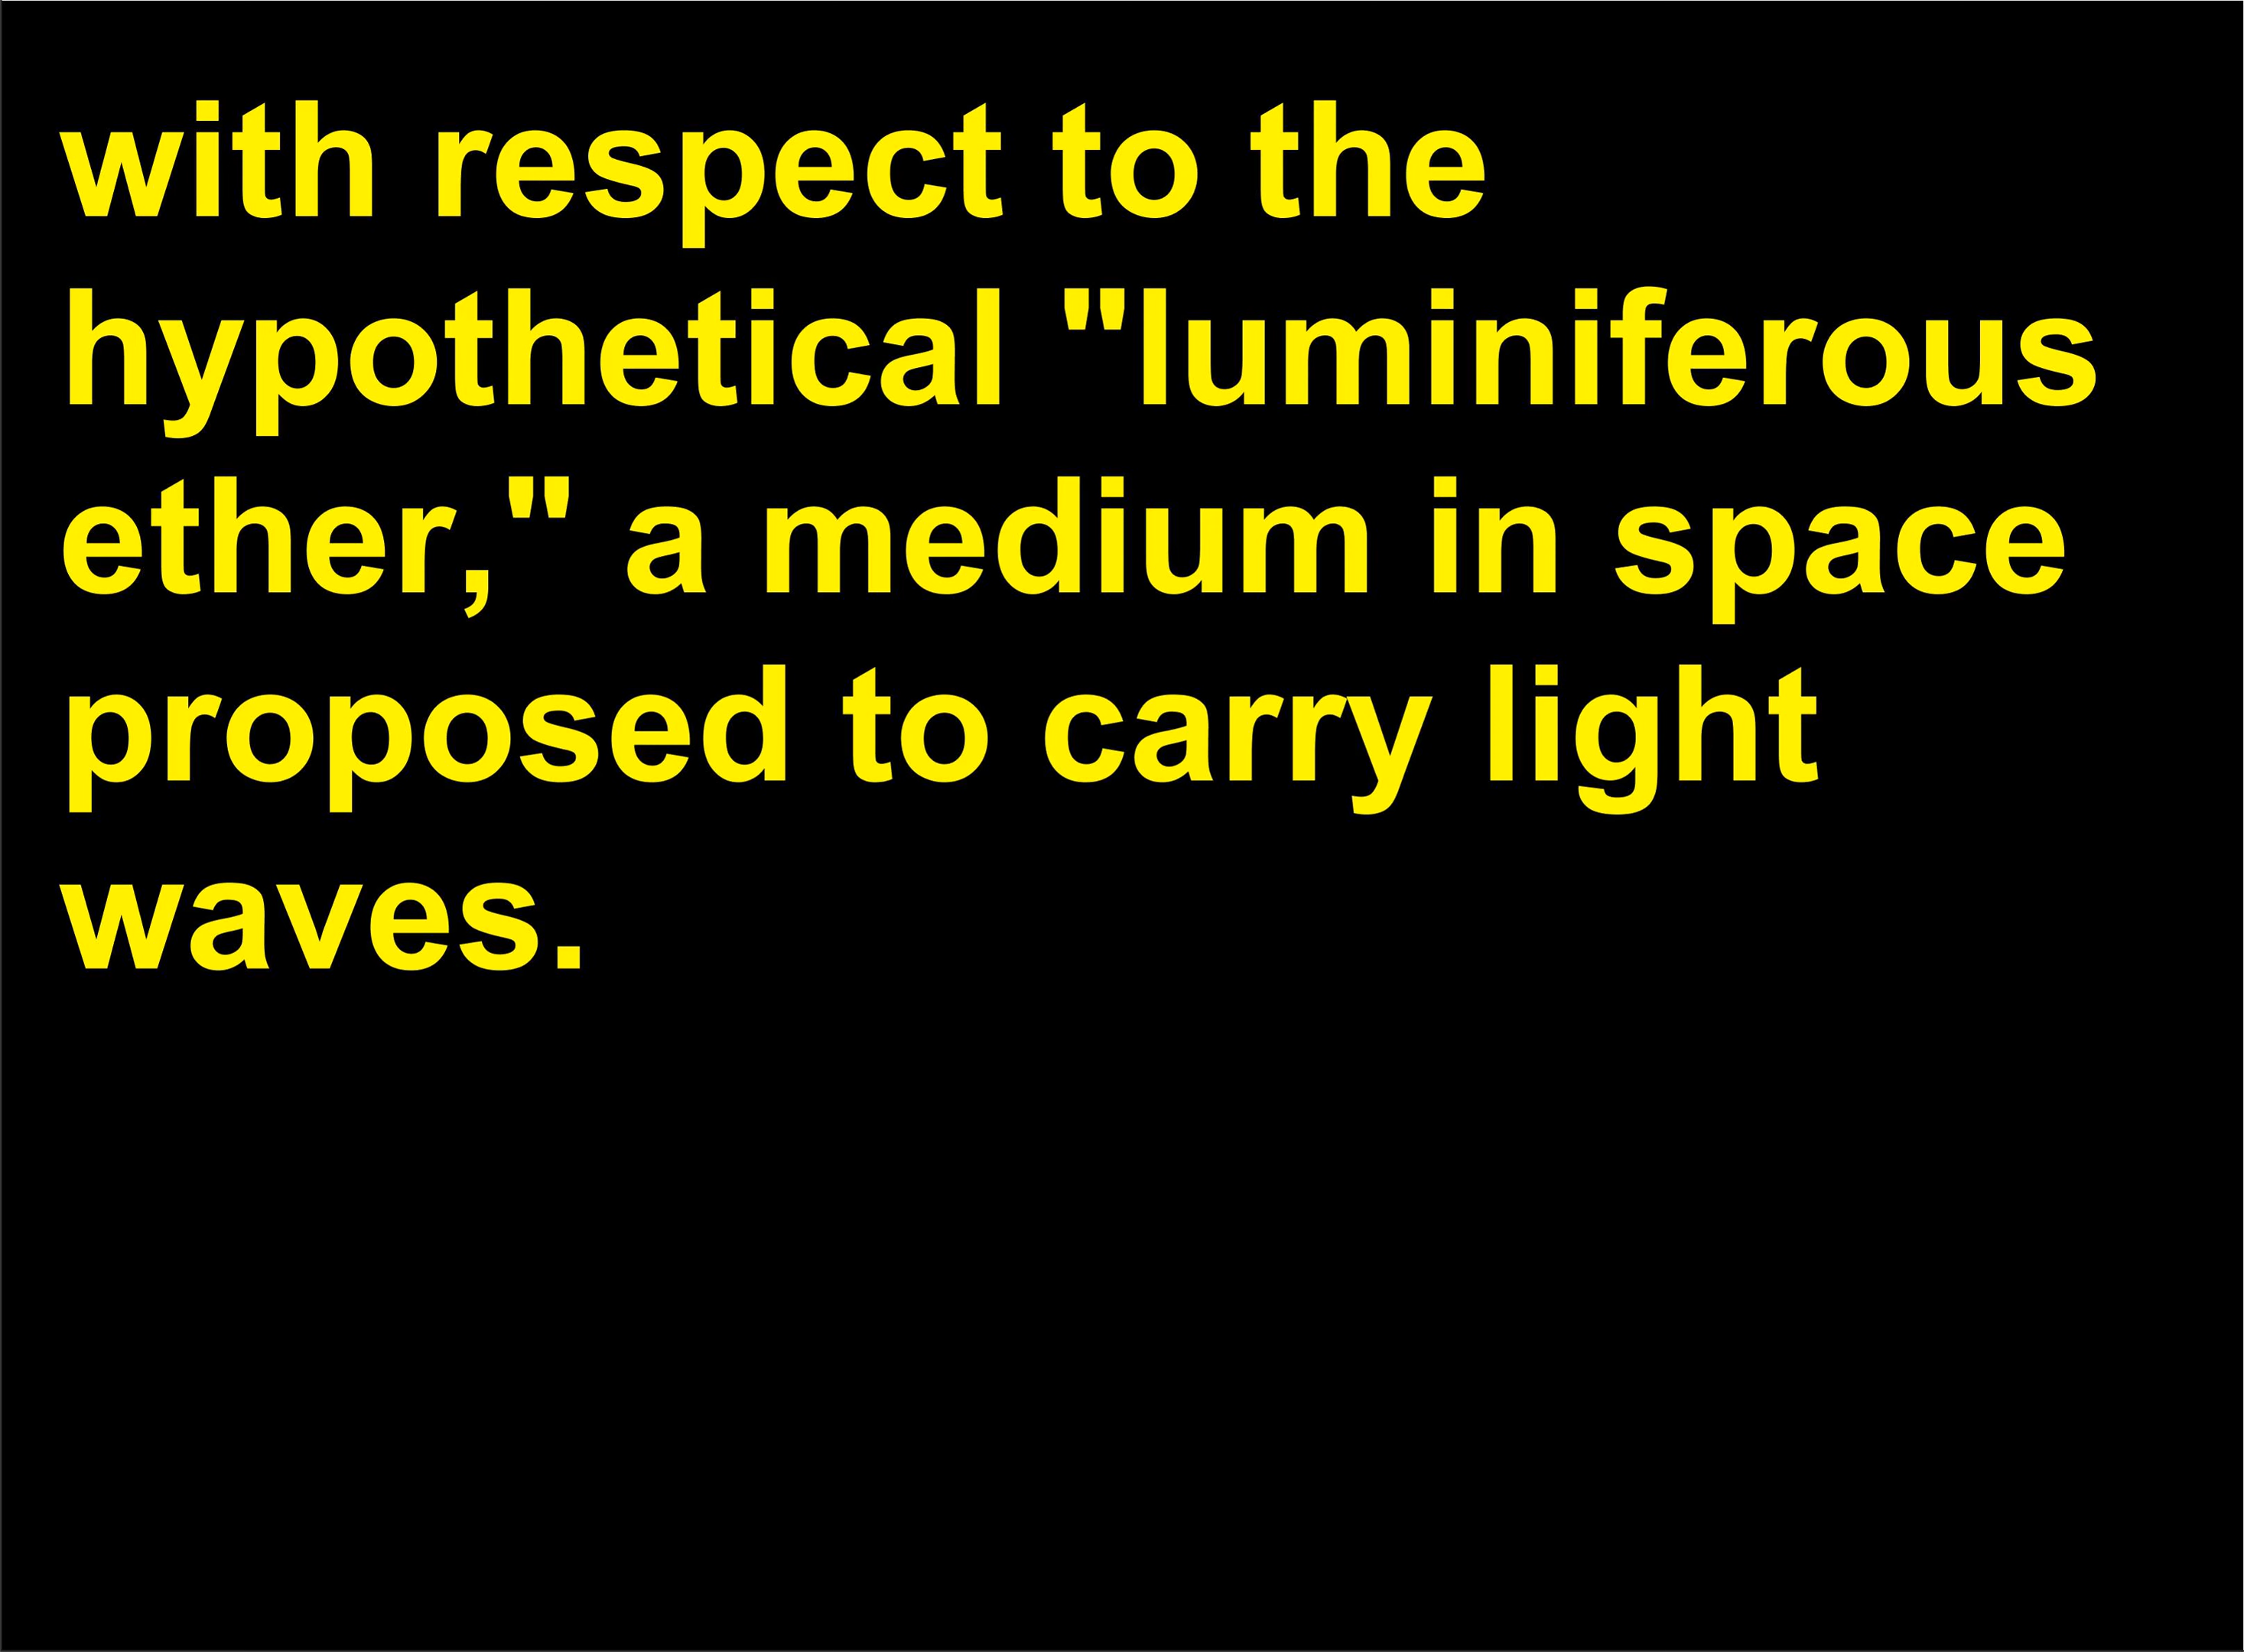 with respect to the
hypothetical "luminiferous
ether," a medium in space
proposed to carry light
waves.